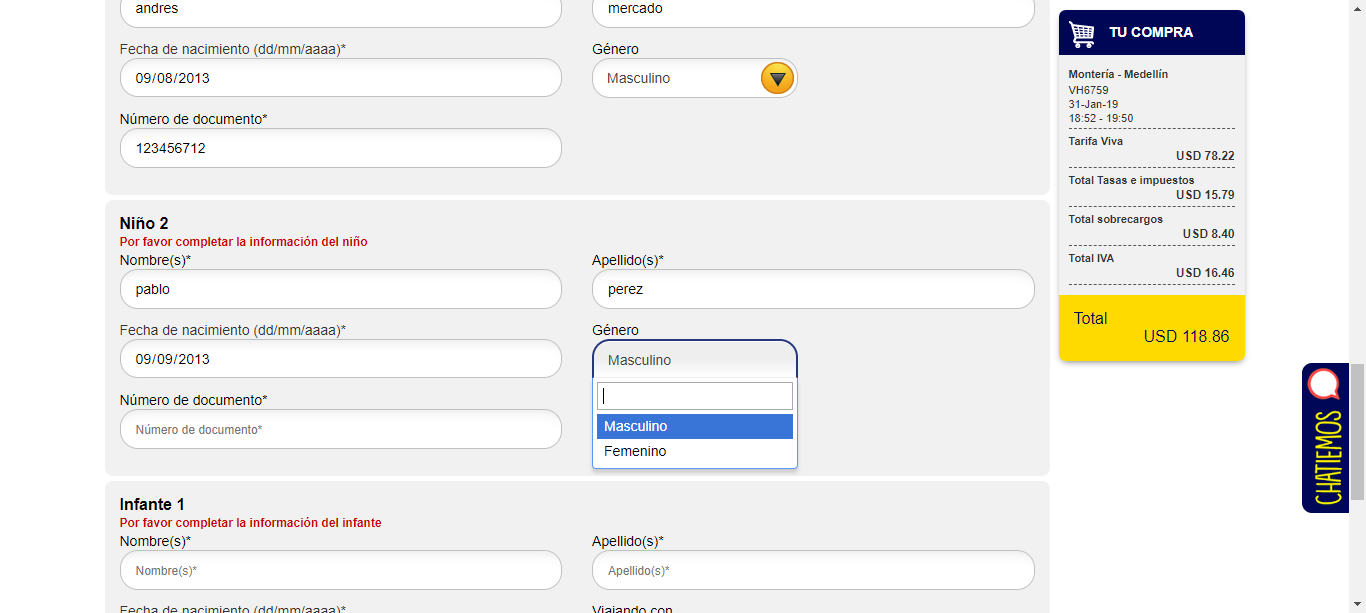 andres
mercado
Fecha de nacimiento (dd/mm/aaaa)*
Género
09/08/2013
Masculino
Número de documento*
123456712
Niño 2
Por favor completar la información del niño
Nombre(s)*
Apellido(s)*
pablo
perez
Fecha de nacimiento (dd/mm/aaaa)*
Género
09/09/2013
Masculino
Masculino
Femenino
Número de documento*
Número de documento*
Infante 1
Por favor completar la información del infante
Nombre(s)*
Apellido(s)*
Nombre(s)*
Apellido(s)*
Fecha de nacimiento (dd/mm/aaaa)*
Viajando con
TU COMPRA
Montería - Medellín
VH6759
31-Jan-19
18:52 - 19:50
Tarifa Viva
USD 78.22
Total Tasas e impuestos
USD 15.79
Total sobrecargos
USD 8.40
Total IVA
USD 16.46
Total
USD 118.86
CHATIEMOS